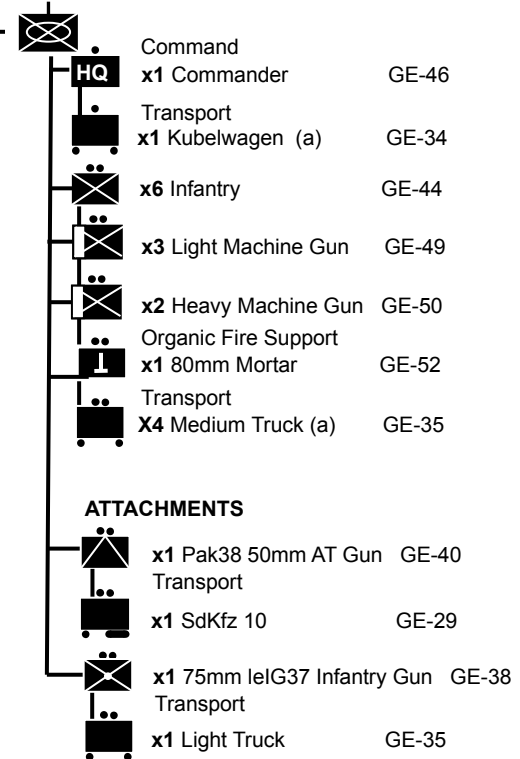 Command
HQ x1 Commander GE-46
Transport
x1 Kubelwagen (a) GE-34
x6 Infantry GE-44
x3 Light Machine Gun GE-49
x2 Heavy Machine Gun GE-50
Organic Fire Support
x1 80mm Mortar GE-52
Transport
X4 Medium Truck (a) GE-35
ATTACHMENTS
x1 Pak38 50mm AT Gun GE-40
Transport
x1 SdKfz 10 GE-29
x1 75mm leIG37 Infantry Gun GE-38
Transport
x1 Light Truck GE-35